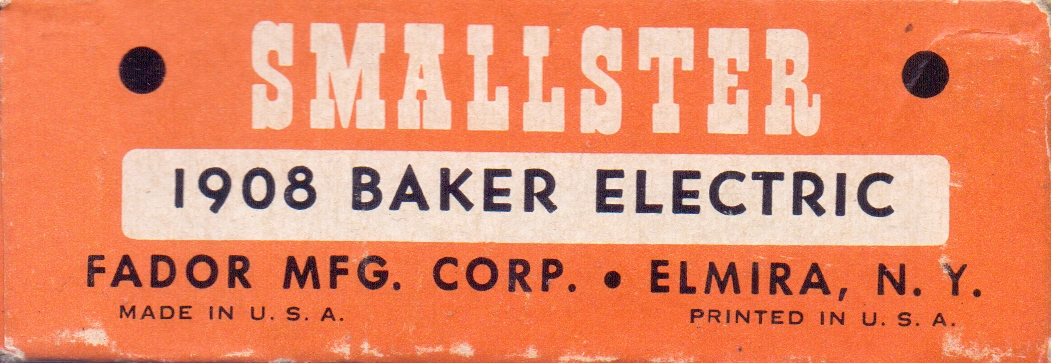 SMALLSTER
1908 BAKER ELECTRIC
FADOR MFG. CORP. • ELMIRA, N. Y.
MADE IN U. S. A. PRINTED IN U. S. A.